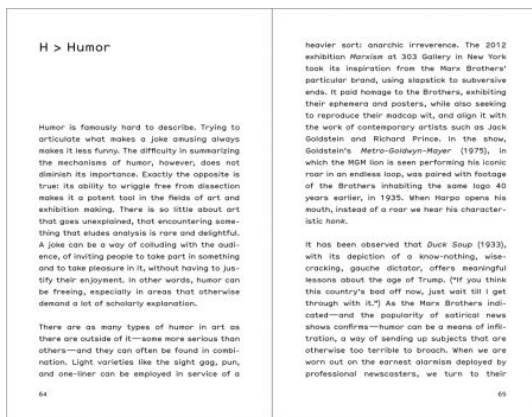 H > Humor
Humor is famously hard to describe. Trying to
articulate what makes a joke amusing always
makes it less funny. The difficulty in summarizing
the mechanisms of humor, however, does not
diminish its importance. Exactly the opposite is
true: its ability to wriggle free from dissection
makes it a potent tool in the fields of art and
exhibition making. There is so little about art
that goes unexplained, that encountering some-
thing that eludes analysis is rare and delightful.
A joke can be a way of colluding with the audi-
ence, of inviting people to take part in something
and to take pleasure in it, without having to jus-
tify their enjoyment. In other words, humor can
be freeing, especially in areas that otherwise
demand a lot of scholarly explanation.
There are as many types of humor in art as
there are outside of it—some more serious than
others—and they can often be found in combi-
nation. Light varieties like the sight gag, pun,
and one-liner can be employed in service of a
64
heavier sort: anarchic irreverence. The 2012
exhibition Marxism at 303 Gallery in New York
took its inspiration from the Marx Brothers'
particular brand, using slapstick to subversive
ends. It paid homage to the Brothers, exhibiting
their ephemera and posters, while also seeking
to reproduce their madcap wit, and align it with
the work of contemporary artists such as Jack
Goldstein and Richard Prince. In the show,
Goldstein's Metro-Goldwyn-Mayer (1975), in
which the MGM lion is seen performing his iconic
roar in an endless loop, was paired with footage
of the Brothers inhabiting the same logo 40
years earlier, in 1935. When Harpo opens his
mouth, instead of a roar we hear his character-
istic honk.
It has been observed that Duck Soup (1933),
with its depiction of a know-nothing, wise-
cracking, gauche dictator, offers meaningful
lessons about the age of Trump. ("If you think
this country's bad off now, just wait till I get
through with it.") As the Marx Brothers indi-
cated—and the popularity of satirical news
shows confirms—humor can be a means of infil-
tration, a way of sending up subjects that are
otherwise too terrible to broach. When we are
worn out on the earnest alarmism deployed by
professional newscasters, we turn to their
65